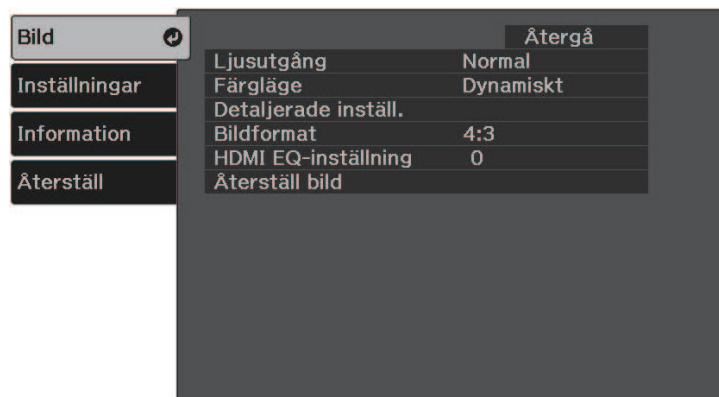 Bild
Inställningar
Information
Återställ
Återgå
Ljusutgång Normal
Färgläge Dynamiskt
Detaljerade inställ.
Bildformat 4:3
HDMI EQ-inställning 0
Återställ bild